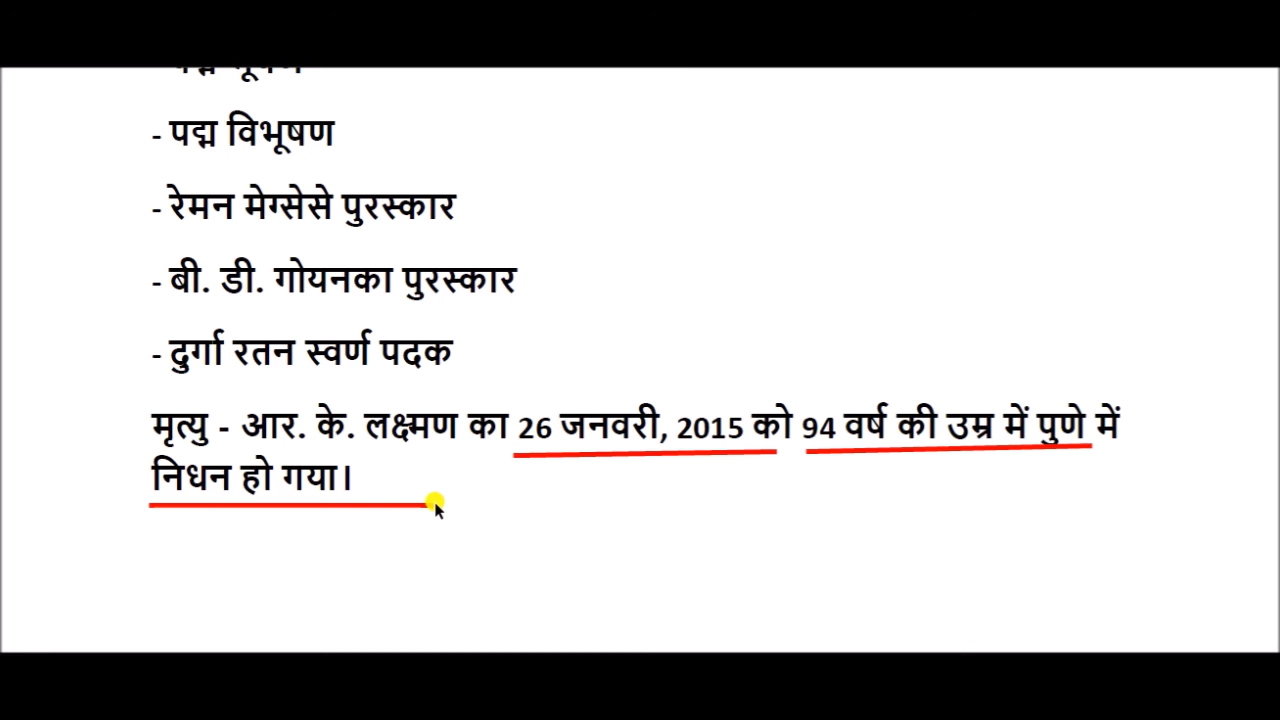 - पद्म विभूषण
- रेमन मेग्सेसे पुरस्कार
- बी. डी. गोयनका पुरस्कार
- दुर्गा रतन स्वर्ण पदक
मृत्यु - आर. के. लक्ष्मण का 26 जनवरी, 2015 को 94 वर्ष की उम्र में पुणे में
निधन हो गया।